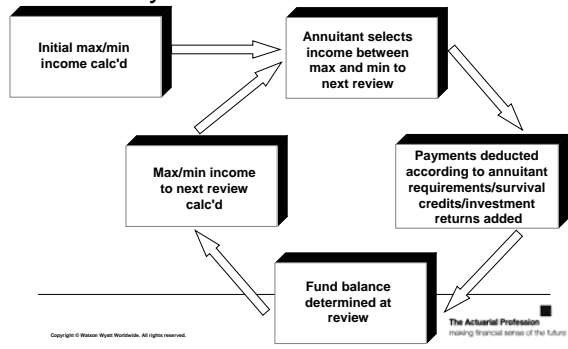 Initial max/min
income calc'd
Annuitant selects
income between
max and min to
next review
Max/min income
to next review
calc'd
Payments deducted
according to annuitant
requirements/survival
credits/investment
returns added
Fund balance
determined at
review
Copyright © Watson Wyatt Worldwide. All rights reserved.
The Actuarial Profession
making financial sense of the future